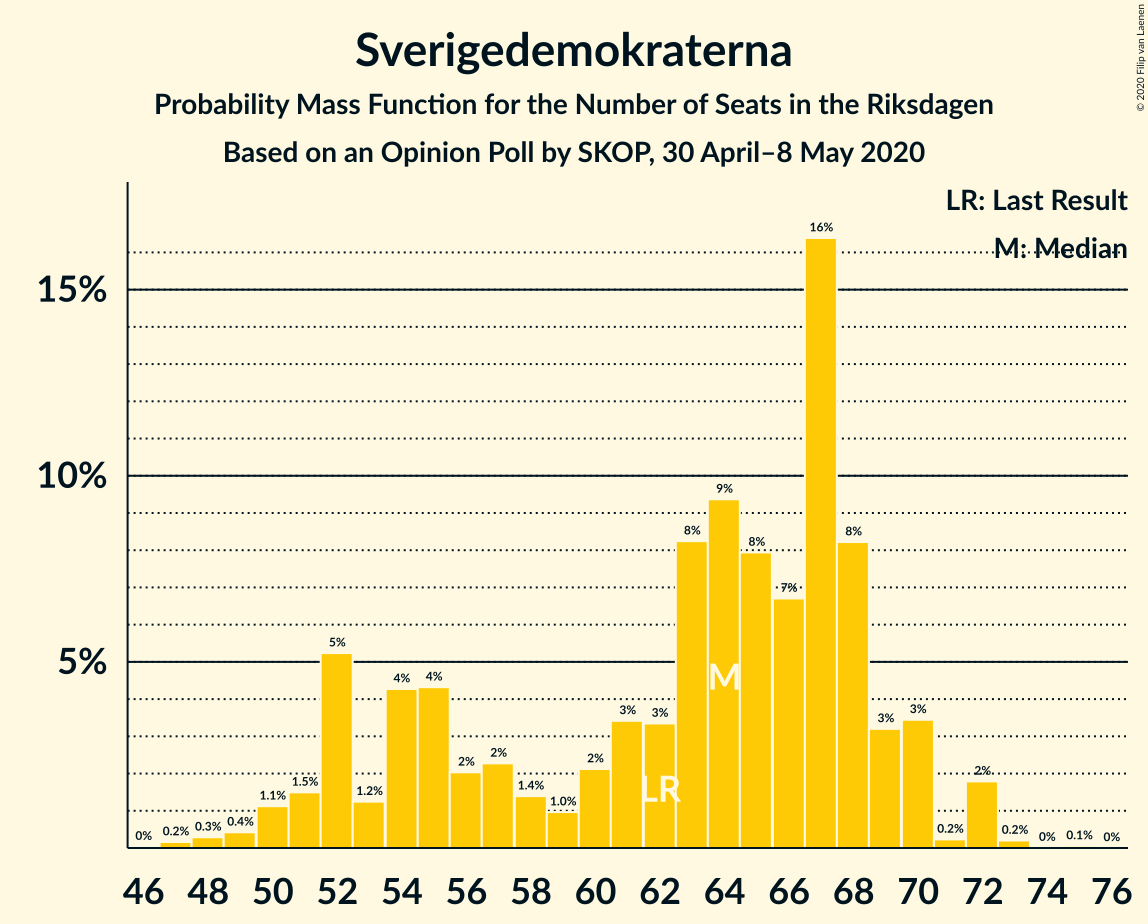 © 2020 Filip van Laenen
Sverigedemokraterna
Probability Mass Function for the Number of Seats in the Riksdagen
Based on an Opinion Poll by SKOP, 30 April–8 May 2020
LR: Last Result
M: Median
15%
10%
5%
0% 0.2% 0.3% 0.4% 1.1% 1.5% 5% 1.2% 4% 4% 2% 2% 1.4% 1.0% 2% 3% 3% 8% 9% 8% 7% 16% 8% 3% 3% 0.2% 2% 0.2% 0% 0.1% 0%
M
LR
46 48 50 52 54 56 58 60 62 64 66 68 70 72 74 76